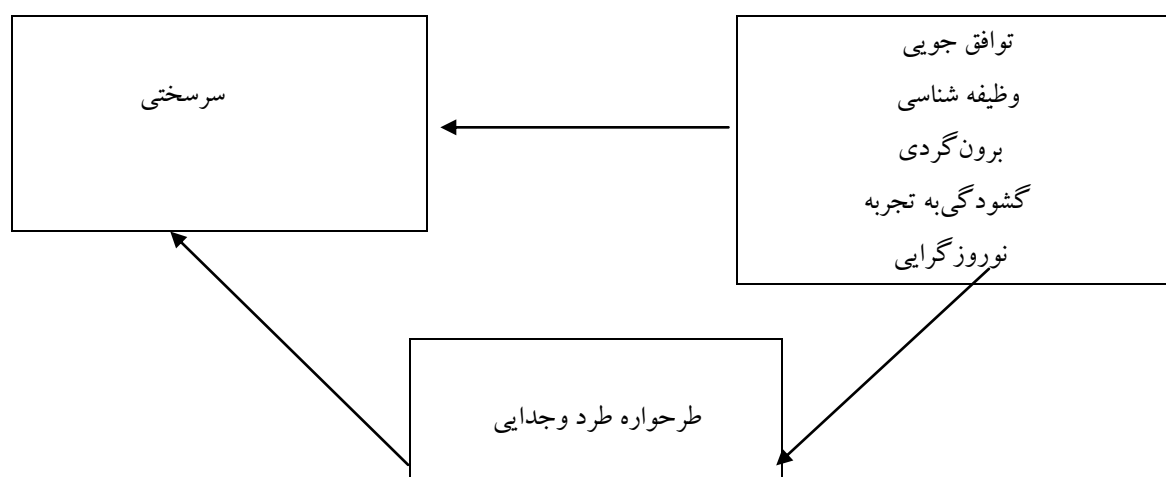 توافق جویی
وظیفه شناسی
برون‌گردی
گشودگی‌به تجربه
نوروزگرایی
سرسختی
طرحواره طرد وجدایی